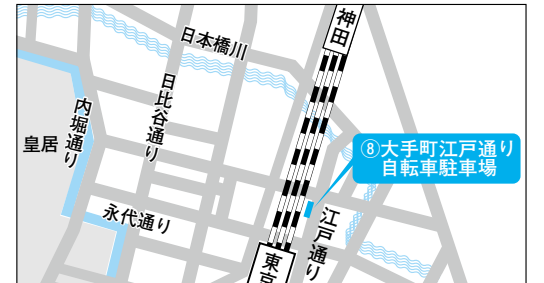 神田
日本橋川
日比谷通り
内堀通り
皇居
⑧大手町江戸通り
自転車駐車場
永代通り
江戸通り
東京